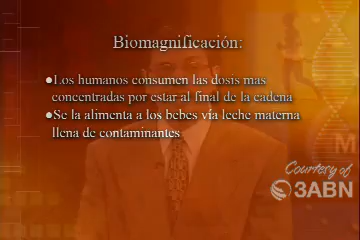 Biomagnificación:
●Los humanos consumen las dosis mas
concentradas por estar al final de la cadena
●Se la alimenta a los bebes vía leche materna
llena de contaminantes
M
Courtesy of
3ABN